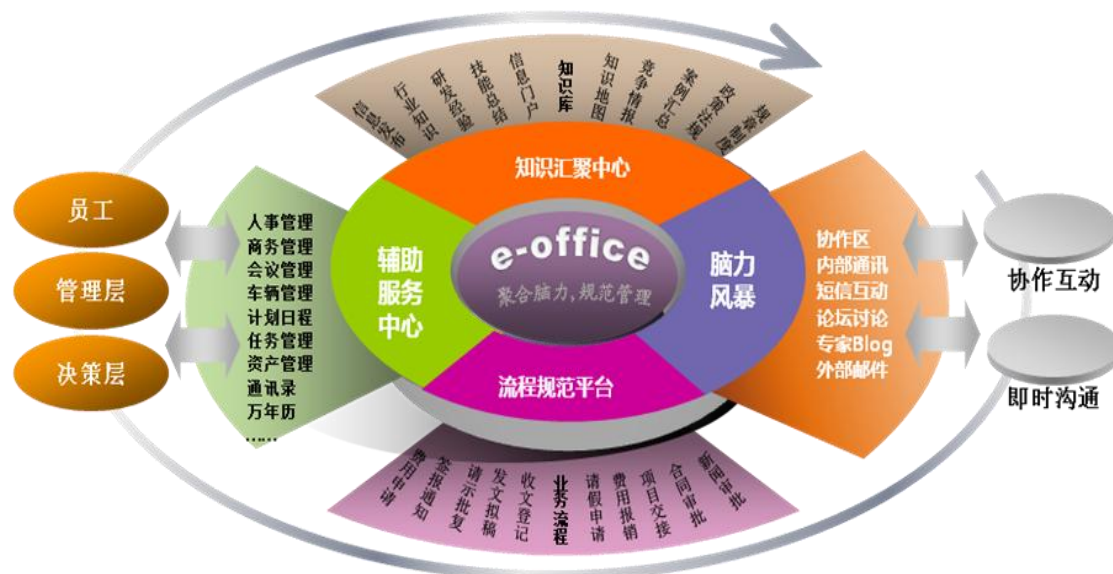 信息发布
行业知识
研发经验
技能总结
信息门户
知识库
知识地图
竞争情报
案例汇总
政策法规
规章制度
知识汇聚中心
员工
管理层
决策层
人事管理
商务管理
会议管理
车辆管理
计划日程
任务管理
资产管理
通讯录
万年历
……
辅助
服务
中心
e-office
聚合脑力,规范管理
脑力
风暴
协作区
内部通讯
短信互动
论坛讨论
专家Blog
外部邮件
协作互动
即时沟通
流程规范平台
费用申请
签报通知
请示批复
发文拟稿
收文登记
业务流程
请假申请
费用报销
项目交接
合同审批
新闻审批